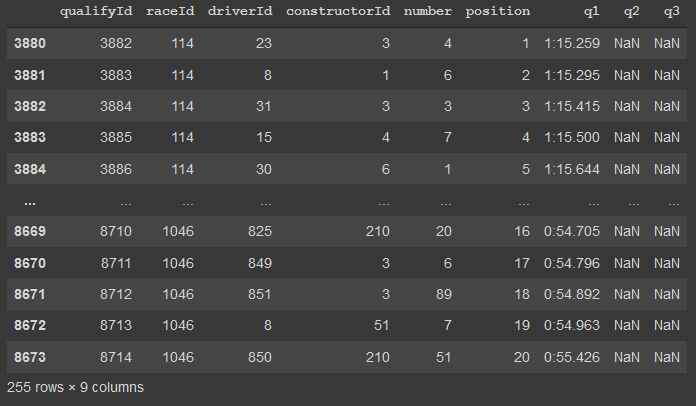 qualifyId raceId driverId constructorId number position q1 q2 q3
3880 3882 114 23 3 4 1 1:15.259 NaN NaN
3881 3883 114 8 1 6 2 1:15.295 NaN NaN
3882 3884 114 31 3 3 3 1:15.415 NaN NaN
3883 3885 114 15 4 7 4 1:15.500 NaN NaN
3884 3886 114 30 6 1 5 1:15.644 NaN NaN
... ... ... ... ... ... ... ... ... ...
8669 8710 1046 825 210 20 16 0:54.705 NaN NaN
8670 8711 1046 849 3 6 17 0:54.796 NaN NaN
8671 8712 1046 851 3 89 18 0:54.892 NaN NaN
8672 8713 1046 8 51 7 19 0:54.963 NaN NaN
8673 8714 1046 850 210 51 20 0:55.426 NaN NaN
255 rows × 9 columns